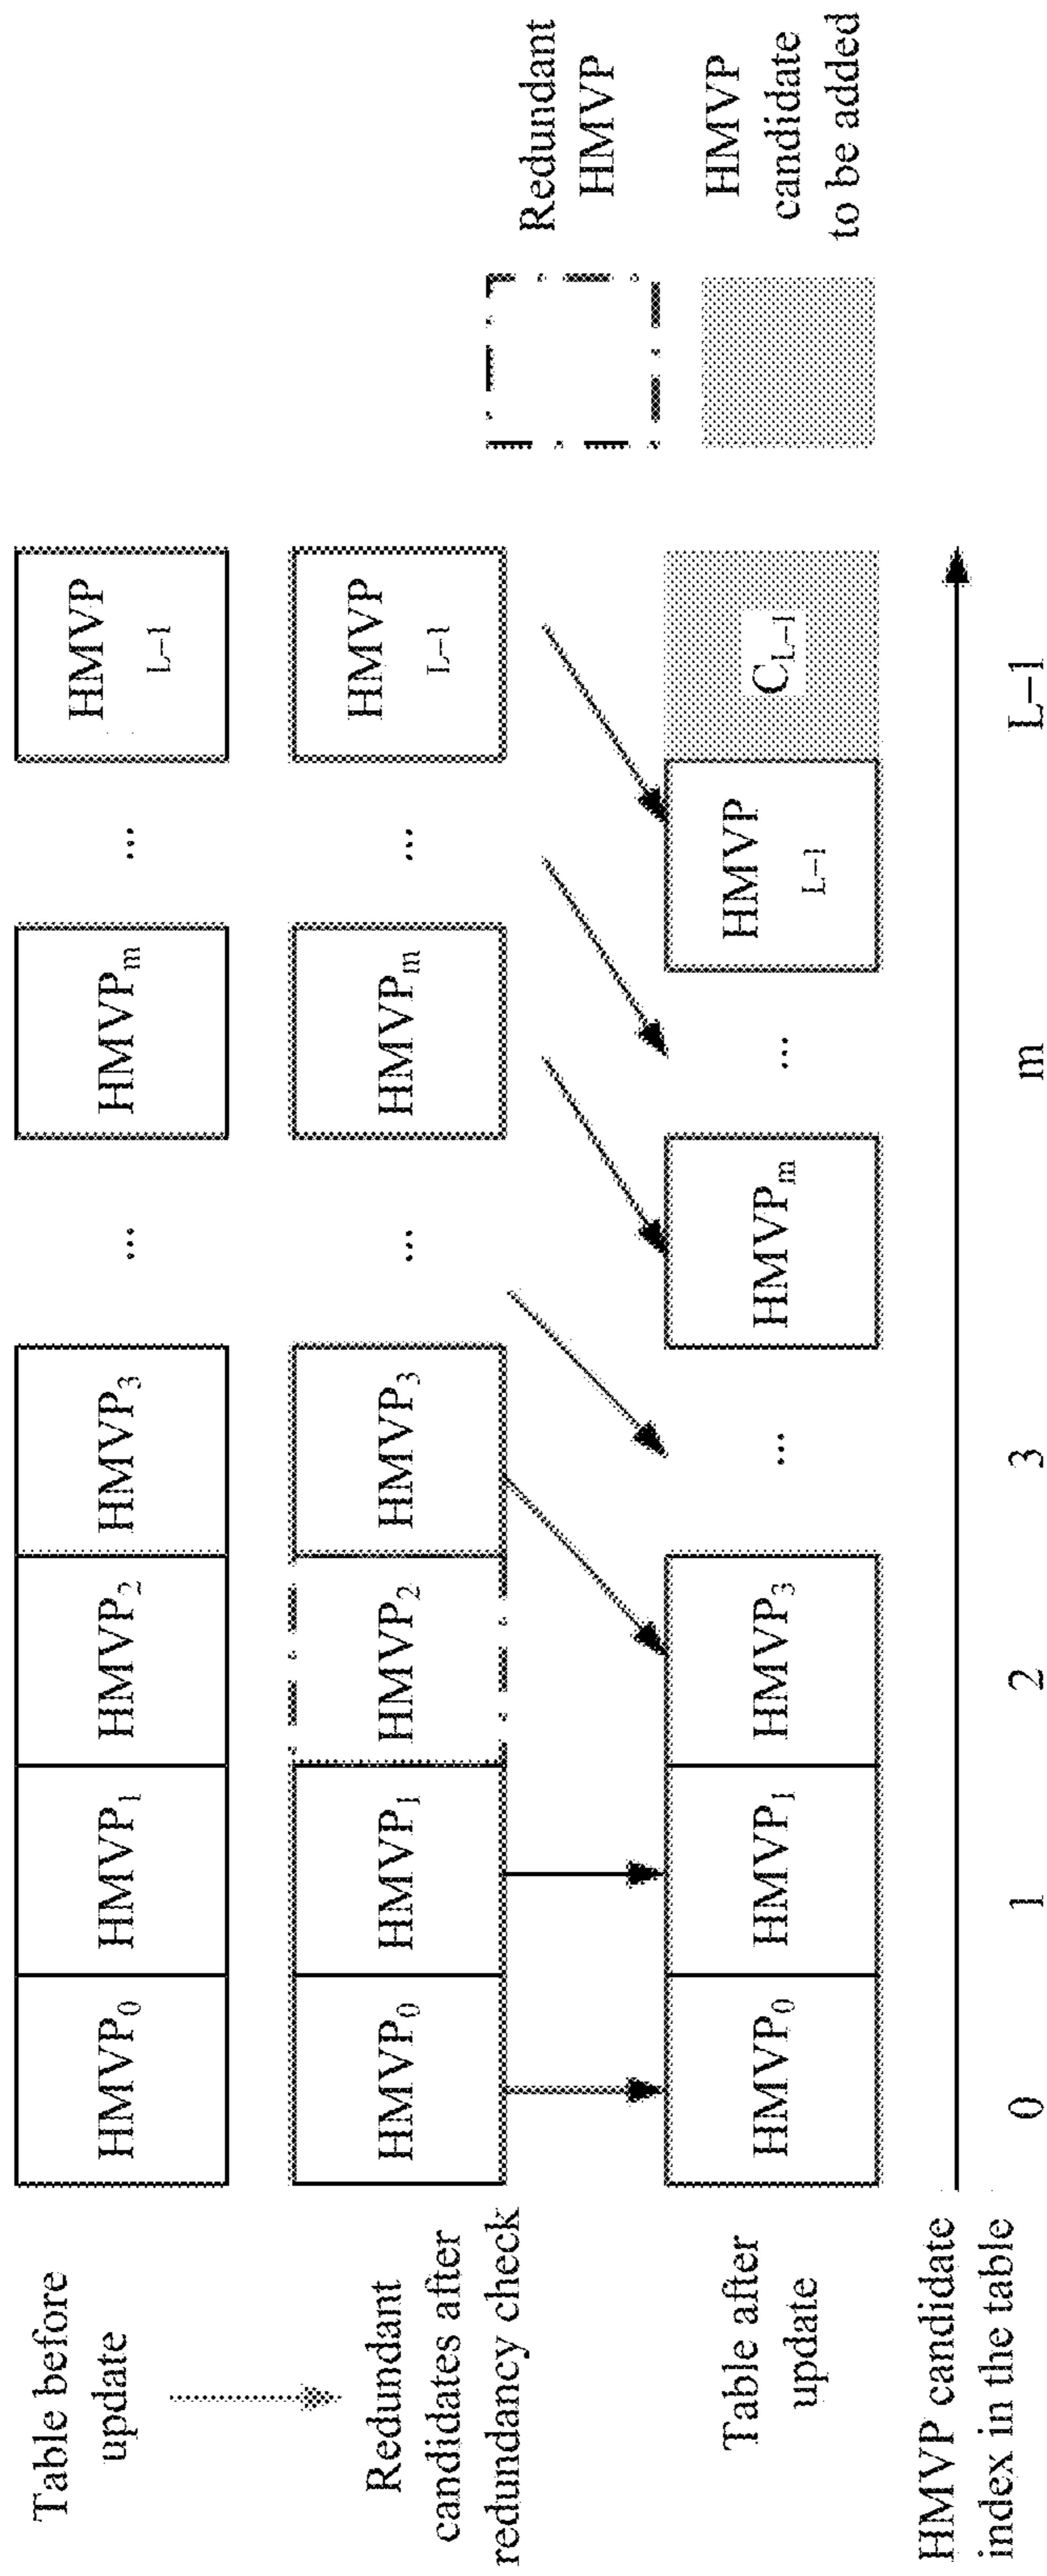 Table before
update
HMVP0
HMVP1
HMVP2
HMVP3
...
HMVPm
...
HMVP
L–1
Redundant
candidates after
redundancy check
HMVP0
HMVP1
HMVP2
HMVP3
...
HMVPm
...
HMVP
L–1
Table after
update
HMVP0
HMVP1
HMVP3
...
HMVPm
...
HMVP
L–1
CL–1
HMVP candidate
index in the table
0 1 2 3 m L–1
Redundant
HMVP
HMVP
candidate
to be added